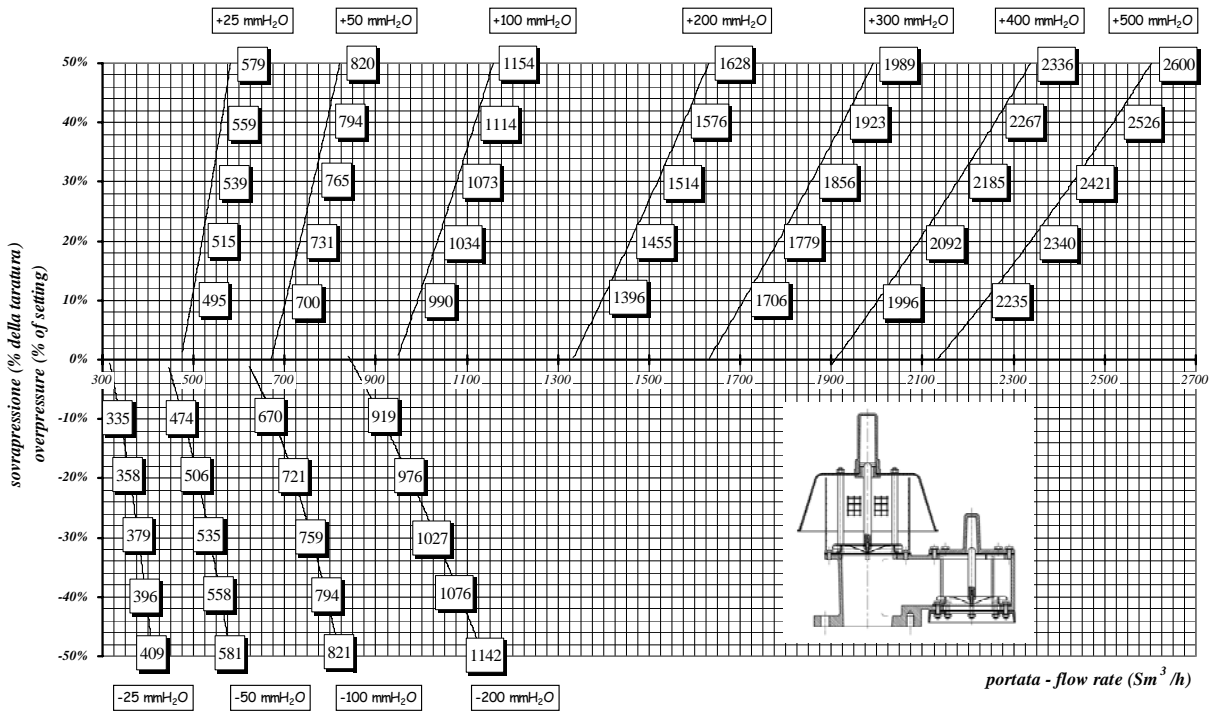 +25 mmH₂O +50 mmH₂O +100 mmH₂O +200 mmH₂O +300 mmH₂O +400 mmH₂O +500 mmH₂O
50% 579 820 1154 1628 1989 2336 2600
40% 559 794 1114 1576 1923 2267 2526
30% 539 765 1073 1514 1856 2185 2421
20% 515 731 1034 1455 1779 2092 2340
10% 495 700 990 1396 1706 1996 2235
0%
300 500 700 900 1100 1300 1500 1700 1900 2100 2300 2500 2700
-10% 335 474 670 919
-20% 358 506 721 976
-30% 379 535 759 1027
-40% 396 558 794 1076
-50% 409 581 821 1142
sovrapressione (% della taratura)
overpressure (% of setting)
portata - flow rate (Sm³/h)
-25 mmH₂O -50 mmH₂O -100 mmH₂O -200 mmH₂O